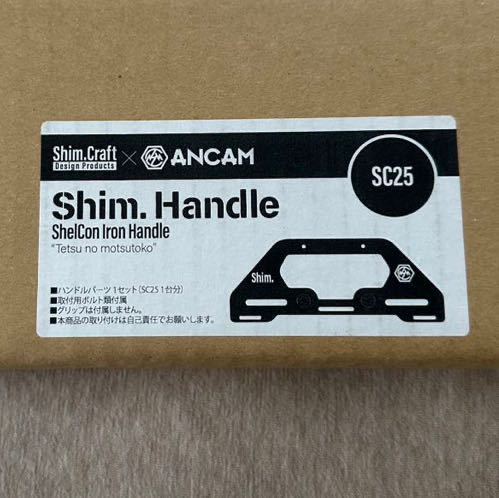 Shim.Craft × ANCAM
Design Products
SC25
Shim. Handle
ShelCon Iron Handle
"Tetsu no motsutoko"
Shim.
■ハンドルパーツ1セット(SC25 1台分)
■取付用ボルト類付属
■グリップは付属しません。
■本商品の取り付けは自己責任でお願いします。